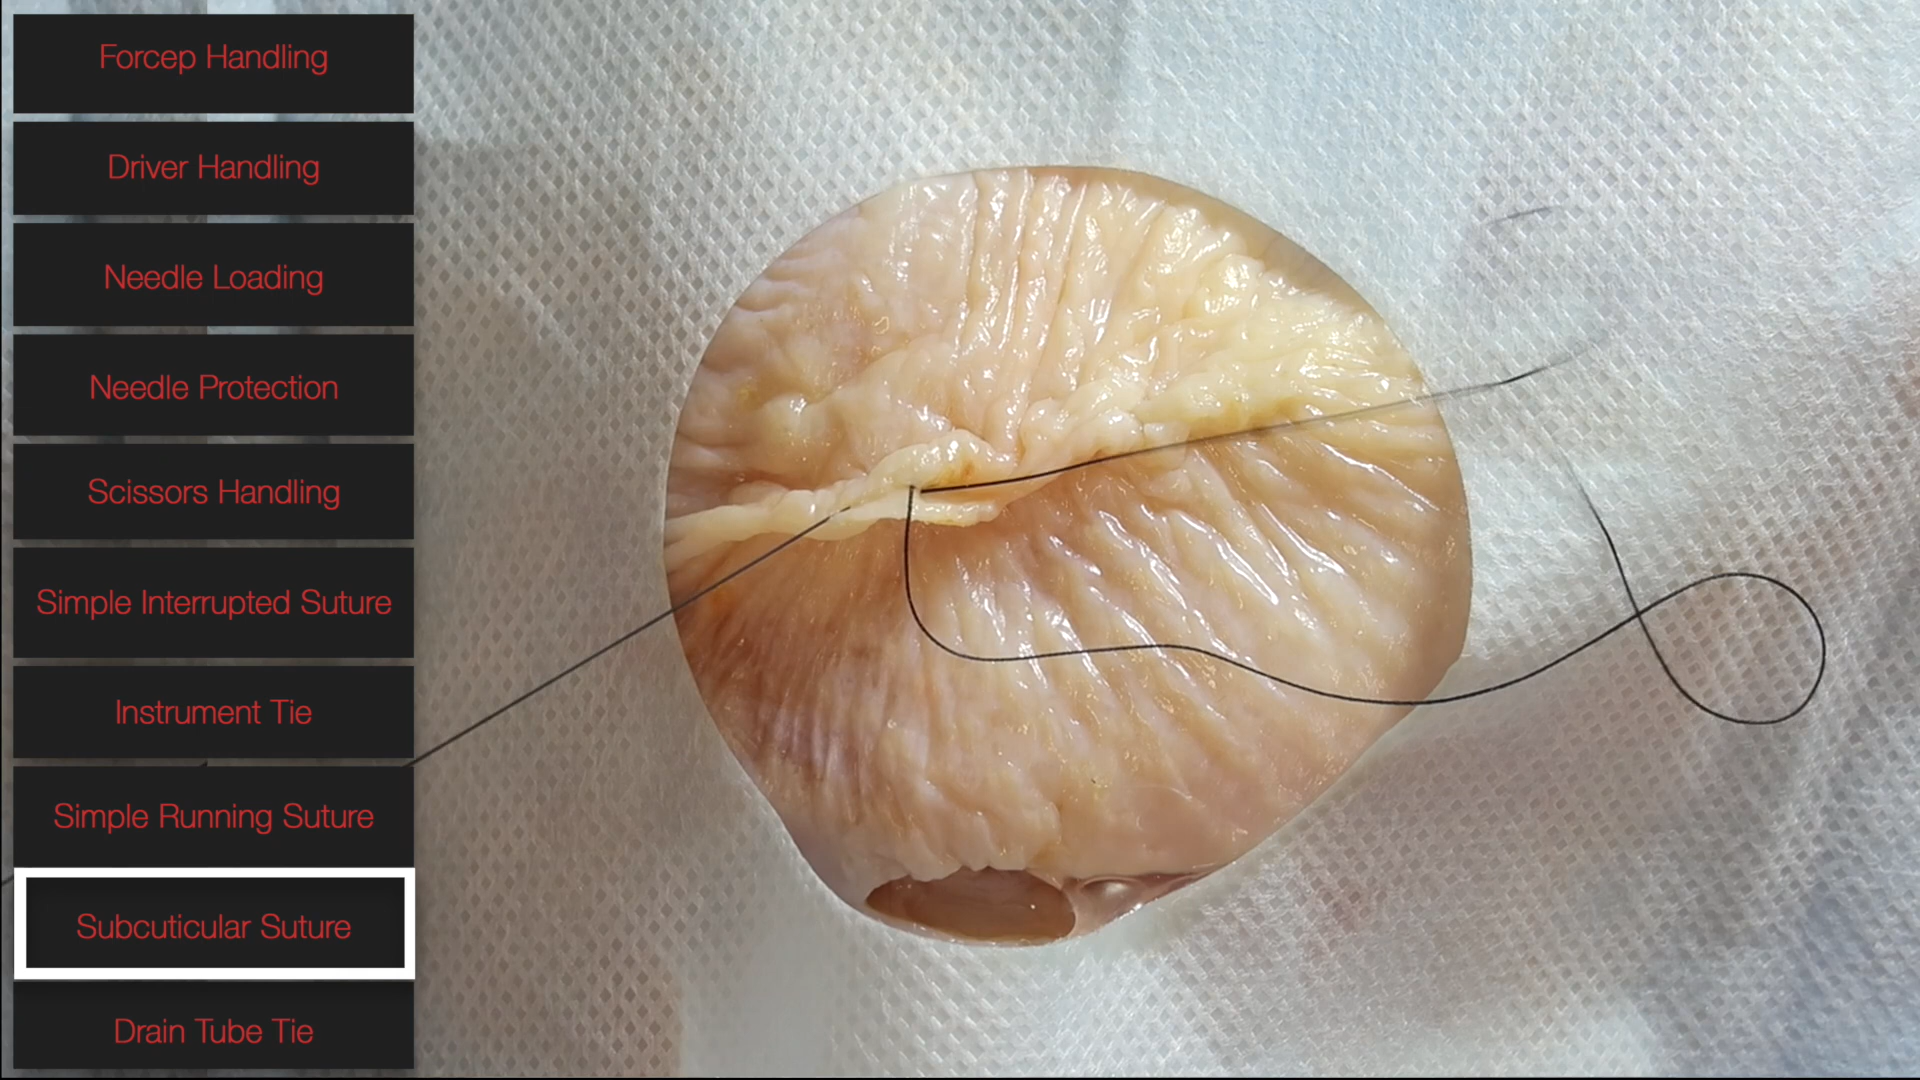 Forcep Handling
Driver Handling
Needle Loading
Needle Protection
Scissors Handling
Simple Interrupted Suture
Instrument Tie
Simple Running Suture
Subcuticular Suture
Drain Tube Tie